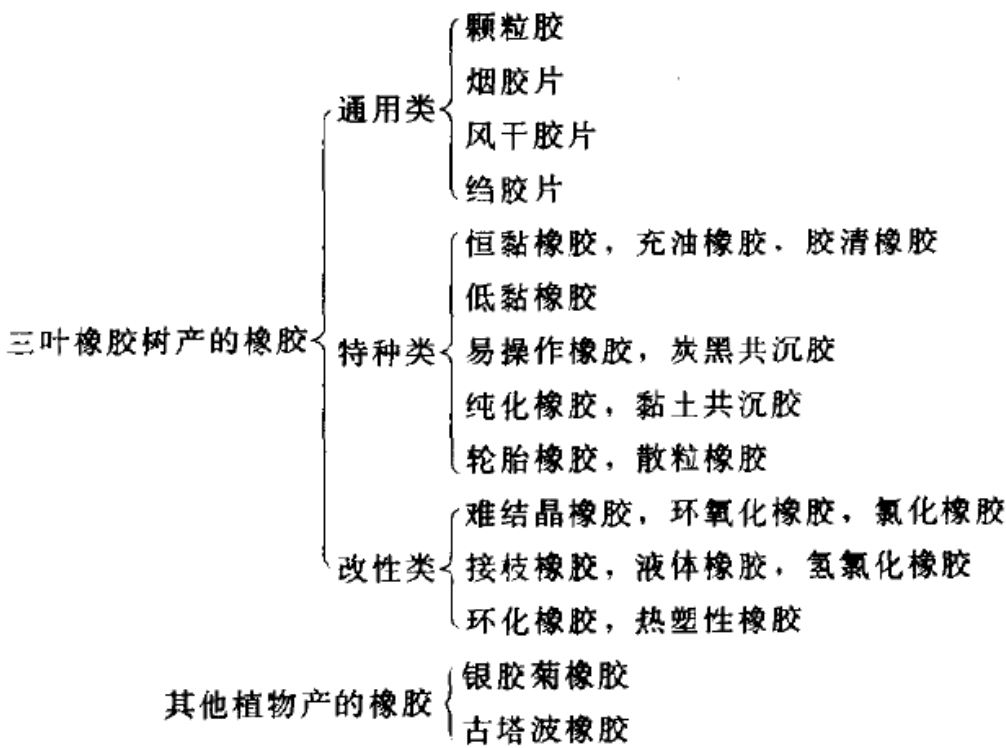 颗粒胶
烟胶片
通用类
风干胶片
绉胶片
恒黏橡胶，充油橡胶，胶清橡胶
低黏橡胶
三叶橡胶树产的橡胶
特种类
易操作橡胶，炭黑共沉胶
纯化橡胶，黏土共沉胶
轮胎橡胶，散粒橡胶
难结晶橡胶，环氧化橡胶，氯化橡胶
改性类
接枝橡胶，液体橡胶，氢氯化橡胶
环化橡胶，热塑性橡胶
其他植物产的橡胶
银胶菊橡胶
古塔波橡胶